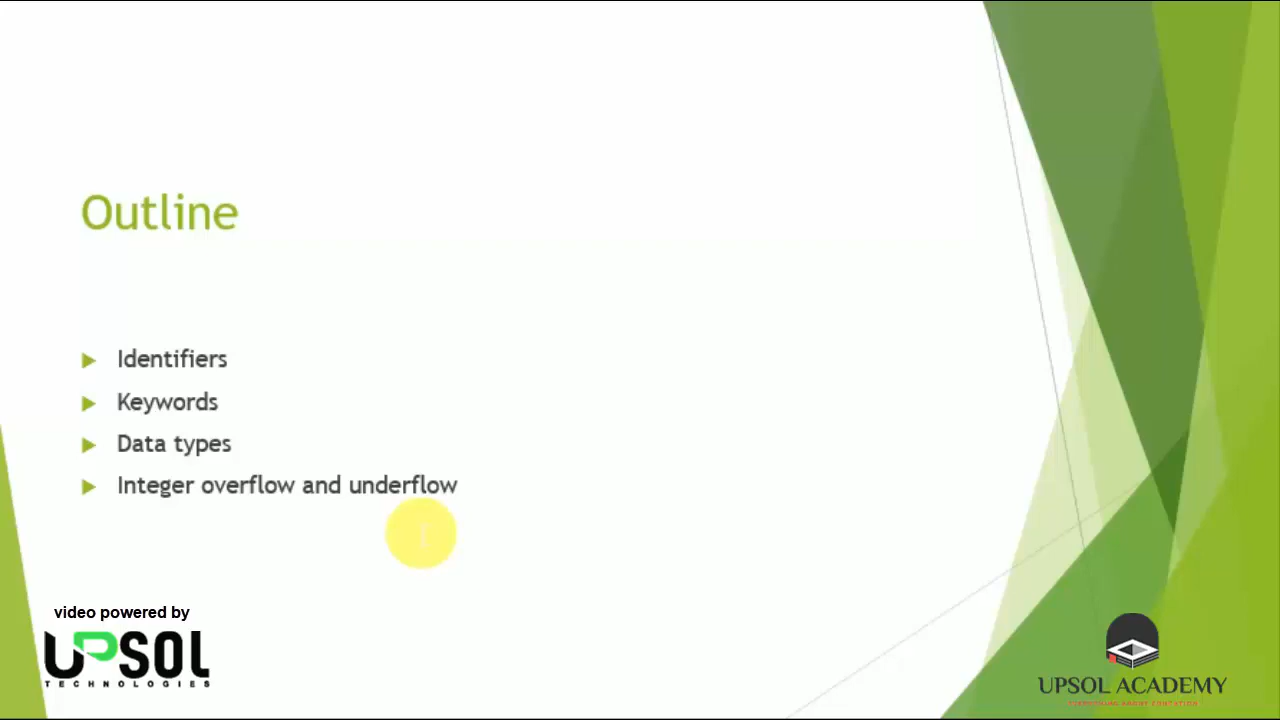 Outline
Identifiers
Keywords
Data types
Integer overflow and underflow
video powered by
UPSOL
TECHNOLOGIES
UPSOL ACADEMY